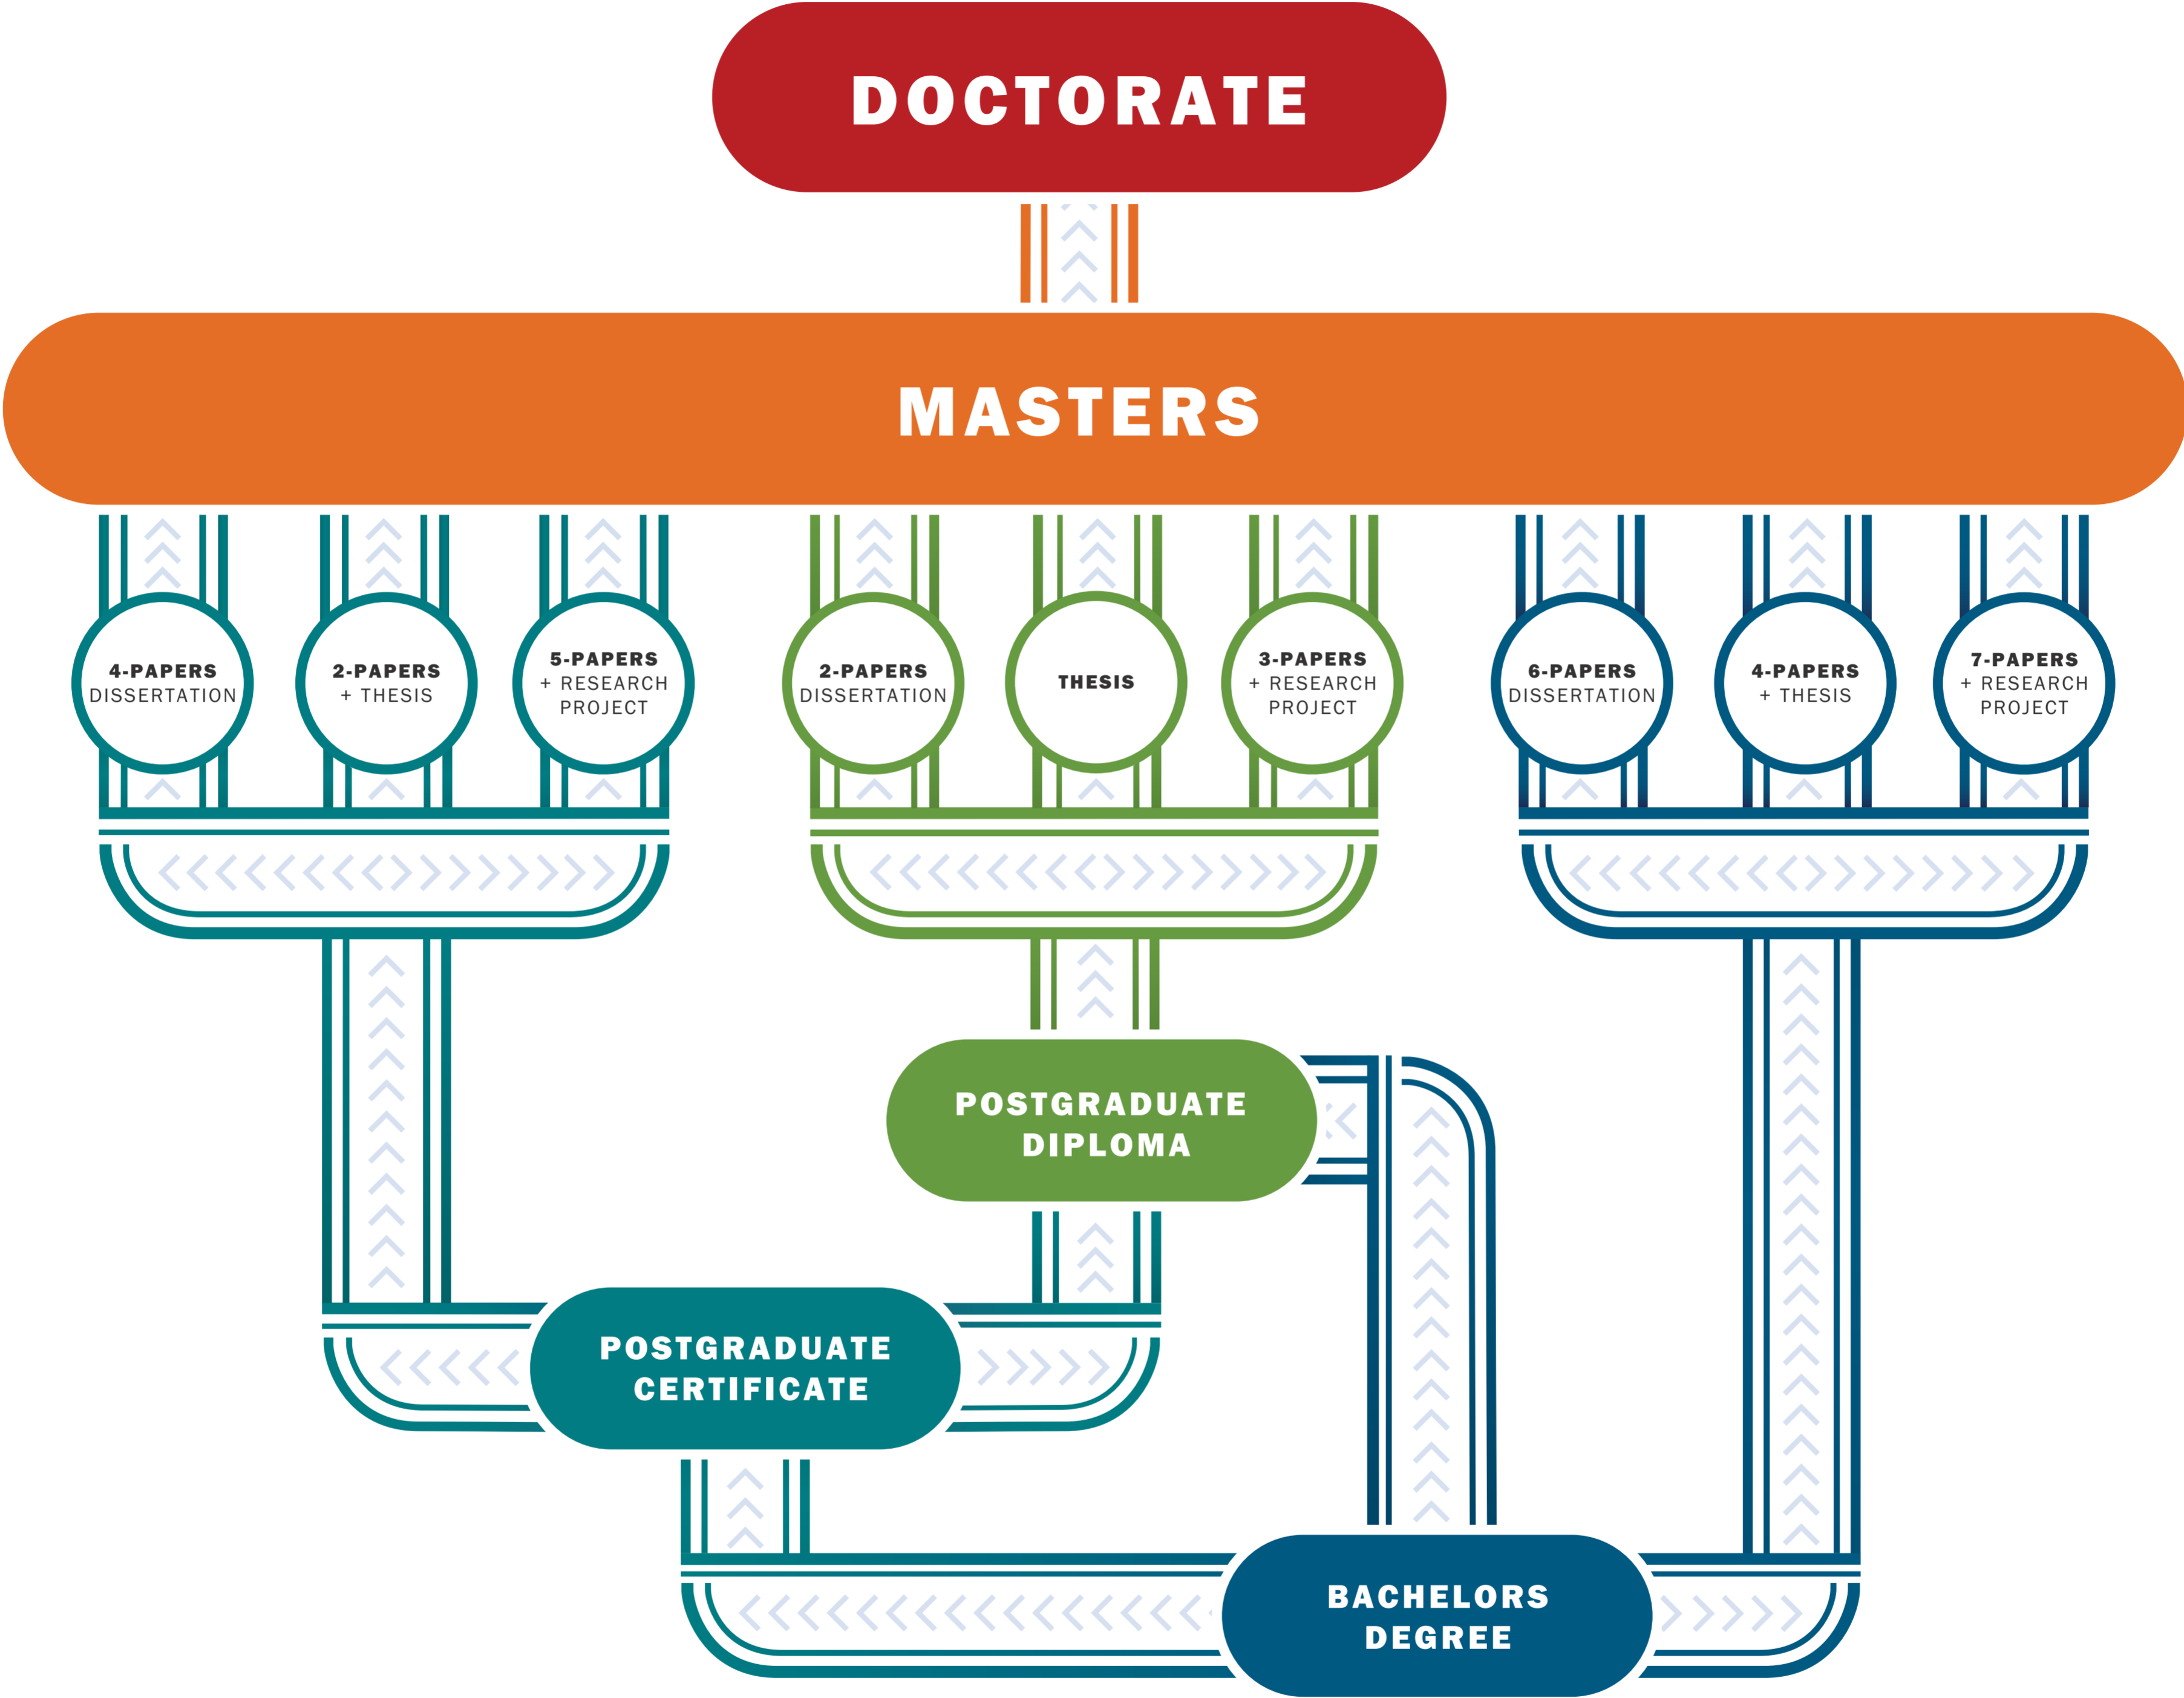 DOCTORATE
MASTERS
4-PAPERS
DISSERTATION
2-PAPERS
+ THESIS
5-PAPERS
+ RESEARCH
PROJECT
2-PAPERS
DISSERTATION
THESIS
3-PAPERS
+ RESEARCH
PROJECT
6-PAPERS
DISSERTATION
4-PAPERS
+ THESIS
7-PAPERS
+ RESEARCH
PROJECT
POSTGRADUATE
DIPLOMA
POSTGRADUATE
CERTIFICATE
BACHELORS
DEGREE